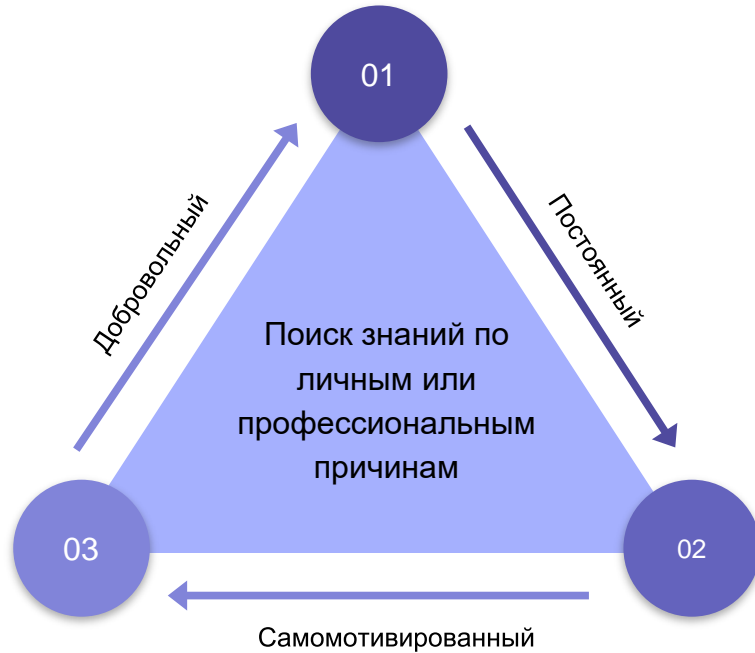 01
Добровольный
Постоянный
Поиск знаний по
личным или
профессиональным
причинам
03
02
Самомотивированный